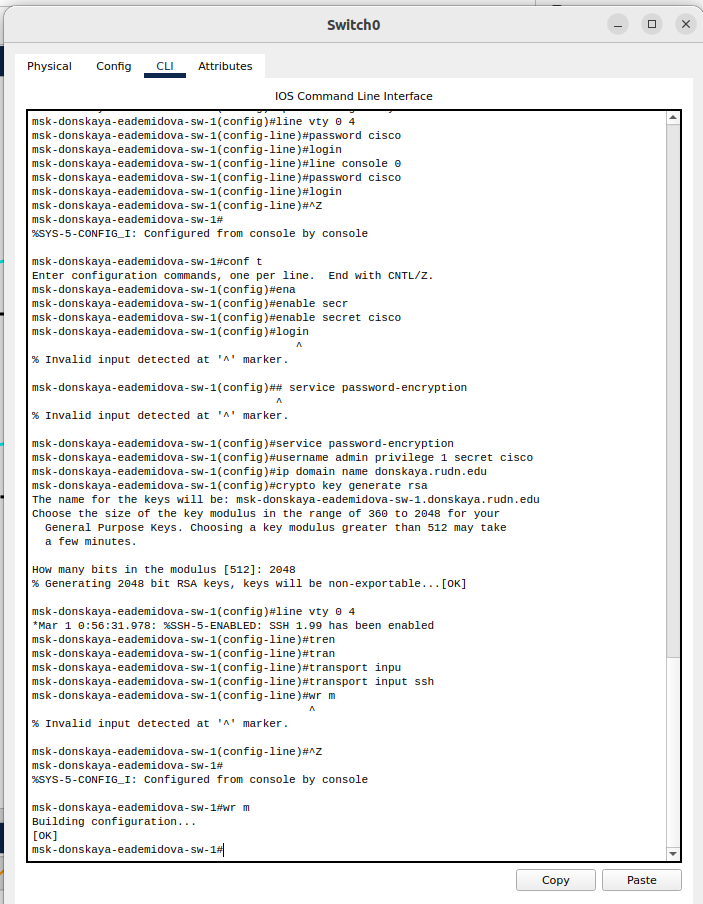 Switch0
Physical Config CLI Attributes
IOS Command Line Interface
msk-donskaya-eademidova-sw-1(config)#line vty 0 4
msk-donskaya-eademidova-sw-1(config-line)#password cisco
msk-donskaya-eademidova-sw-1(config-line)#login
msk-donskaya-eademidova-sw-1(config-line)#line console 0
msk-donskaya-eademidova-sw-1(config-line)#password cisco
msk-donskaya-eademidova-sw-1(config-line)#login
msk-donskaya-eademidova-sw-1(config-line)#^Z
msk-donskaya-eademidova-sw-1#
%SYS-5-CONFIG_I: Configured from console by console
msk-donskaya-eademidova-sw-1#conf t
Enter configuration commands, one per line.  End with CNTL/Z.
msk-donskaya-eademidova-sw-1(config)#ena
msk-donskaya-eademidova-sw-1(config)#enable secr
msk-donskaya-eademidova-sw-1(config)#enable secret cisco
msk-donskaya-eademidova-sw-1(config)#login
^
% Invalid input detected at '^' marker.
msk-donskaya-eademidova-sw-1(config)## service password-encryption
^
% Invalid input detected at '^' marker.
msk-donskaya-eademidova-sw-1(config)#service password-encryption
msk-donskaya-eademidova-sw-1(config)#username admin privilege 1 secret cisco
msk-donskaya-eademidova-sw-1(config)#ip domain name donskaya.rudn.edu
msk-donskaya-eademidova-sw-1(config)#crypto key generate rsa
The name for the keys will be: msk-donskaya-eademidova-sw-1.donskaya.rudn.edu
Choose the size of the key modulus in the range of 360 to 2048 for your
General Purpose Keys. Choosing a key modulus greater than 512 may take
a few minutes.
How many bits in the modulus [512]: 2048
% Generating 2048 bit RSA keys, keys will be non-exportable...[OK]
msk-donskaya-eademidova-sw-1(config)#line vty 0 4
*Mar 1 0:56:31.978: %SSH-5-ENABLED: SSH 1.99 has been enabled
msk-donskaya-eademidova-sw-1(config-line)#tren
msk-donskaya-eademidova-sw-1(config-line)#tran
msk-donskaya-eademidova-sw-1(config-line)#transport inpu
msk-donskaya-eademidova-sw-1(config-line)#transport input ssh
msk-donskaya-eademidova-sw-1(config-line)#wr m
^
% Invalid input detected at '^' marker.
msk-donskaya-eademidova-sw-1(config-line)#^Z
msk-donskaya-eademidova-sw-1#
%SYS-5-CONFIG_I: Configured from console by console
msk-donskaya-eademidova-sw-1#wr m
Building configuration...
[OK]
msk-donskaya-eademidova-sw-1#
Copy Paste